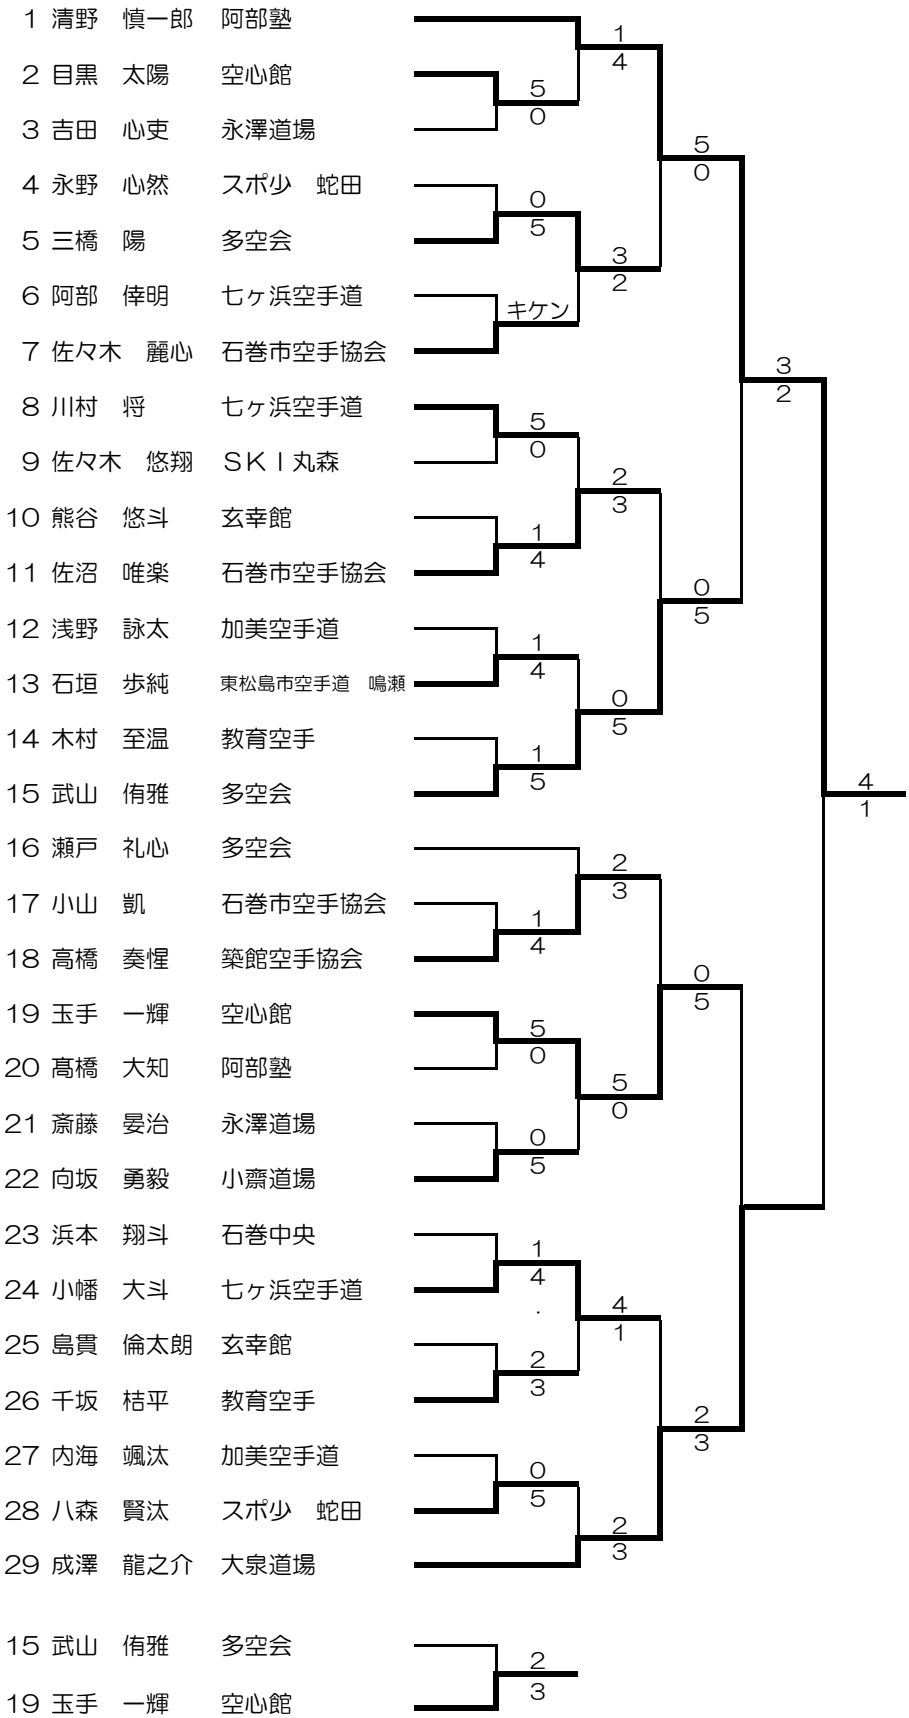 1 清野　慎一郎　阿部塾
1
4
2 目黒　太陽　空心館
5
0
3 吉田　心吏　永澤道場
5
0
4 永野　心然　スポ少　蛇田
0
5
5 三橋　陽　多空会
3
2
6 阿部　倖明　七ヶ浜空手道
キケン
7 佐々木　麗心　石巻市空手協会
3
2
8 川村　将　七ヶ浜空手道
5
0
9 佐々木　悠翔　ＳＫＩ丸森
2
3
10 熊谷　悠斗　玄幸館
1
4
11 佐沼　唯楽　石巻市空手協会
0
5
12 浅野　詠太　加美空手道
1
4
13 石垣　歩純　東松島市空手道　鳴瀬
0
5
14 木村　至温　教育空手
1
5
15 武山　侑雅　多空会
4
1
16 瀬戸　礼心　多空会
2
3
17 小山　凱　石巻市空手協会
1
4
18 高橋　奏惺　築館空手協会
0
5
19 玉手　一輝　空心館
5
0
20 髙橋　大知　阿部塾
5
0
21 斎藤　晏治　永澤道場
0
5
22 向坂　勇毅　小齋道場
23 浜本　翔斗　石巻中央
1
4
24 小幡　大斗　七ヶ浜空手道
.
4
1
25 島貫　倫太朗　玄幸館
2
3
26 千坂　桔平　教育空手
2
3
27 内海　颯汰　加美空手道
0
5
28 八森　賢汰　スポ少　蛇田
2
3
29 成澤　龍之介　大泉道場
15 武山　侑雅　多空会
2
3
19 玉手　一輝　空心館